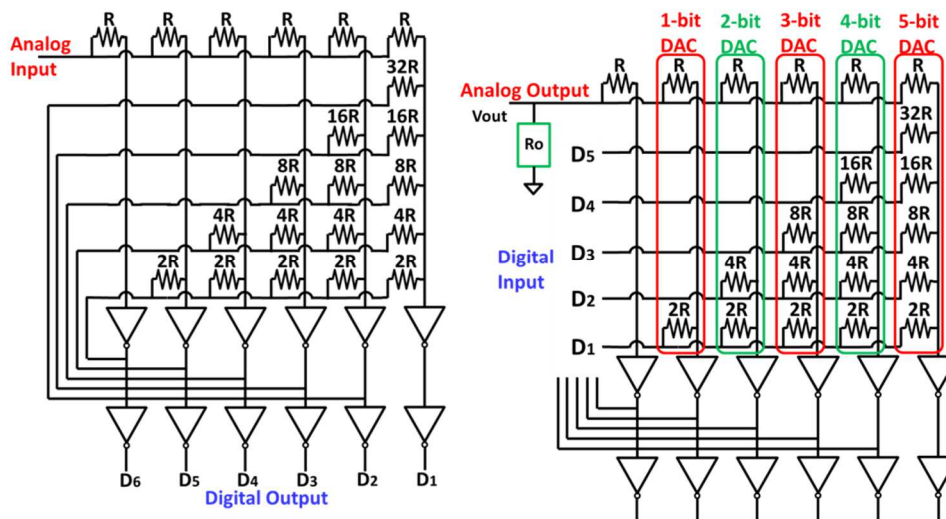 R R R R R R
Analog
Input
32R
16R 16R
8R 8R 8R
4R 4R 4R 4R
2R 2R 2R 2R 2R
D6 D5 D4 D3 D2 D1
Digital Output
1-bit DAC
2-bit DAC
3-bit DAC
4-bit DAC
5-bit DAC
R R R R R R
Analog Output
Vout
Ro
32R
D5
16R 16R
D4
8R 8R 8R
D3
Digital
Input
4R 4R 4R 4R
D2
2R 2R 2R 2R 2R
D1